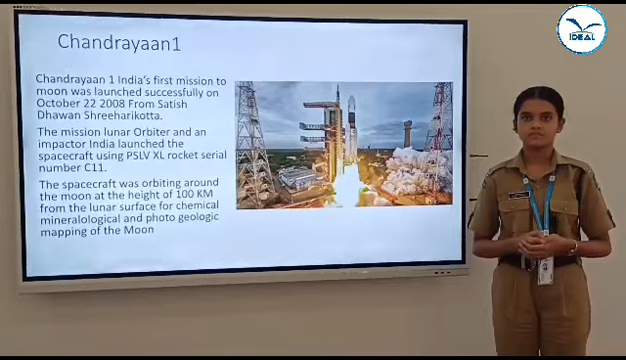 IDEAL
Chandrayaan1
Chandrayaan 1 India's first mission to
moon was launched successfully on
October 22 2008 From Satish
Dhawan Shreeharikotta.
The mission lunar Orbiter and an
impactor India launched the
spacecraft using PSLV XL rocket serial
number C11.
The spacecraft was orbiting around
the moon at the height of 100 KM
from the lunar surface for chemical
mineralological and photo geologic
mapping of the Moon